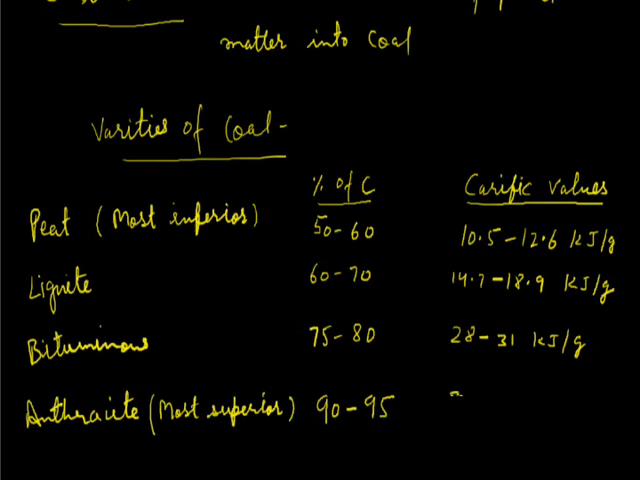 matter into Coal
Varities of Coal-
% of C Carific Values
Peat (Most inferios) 50-60 10.5-12.6 KJ/g
Lignite 60-70 14.7-18.9 KJ/g
Bituminous 75-80 28-31 KJ/g
Anthracite (Most superior) 90-95